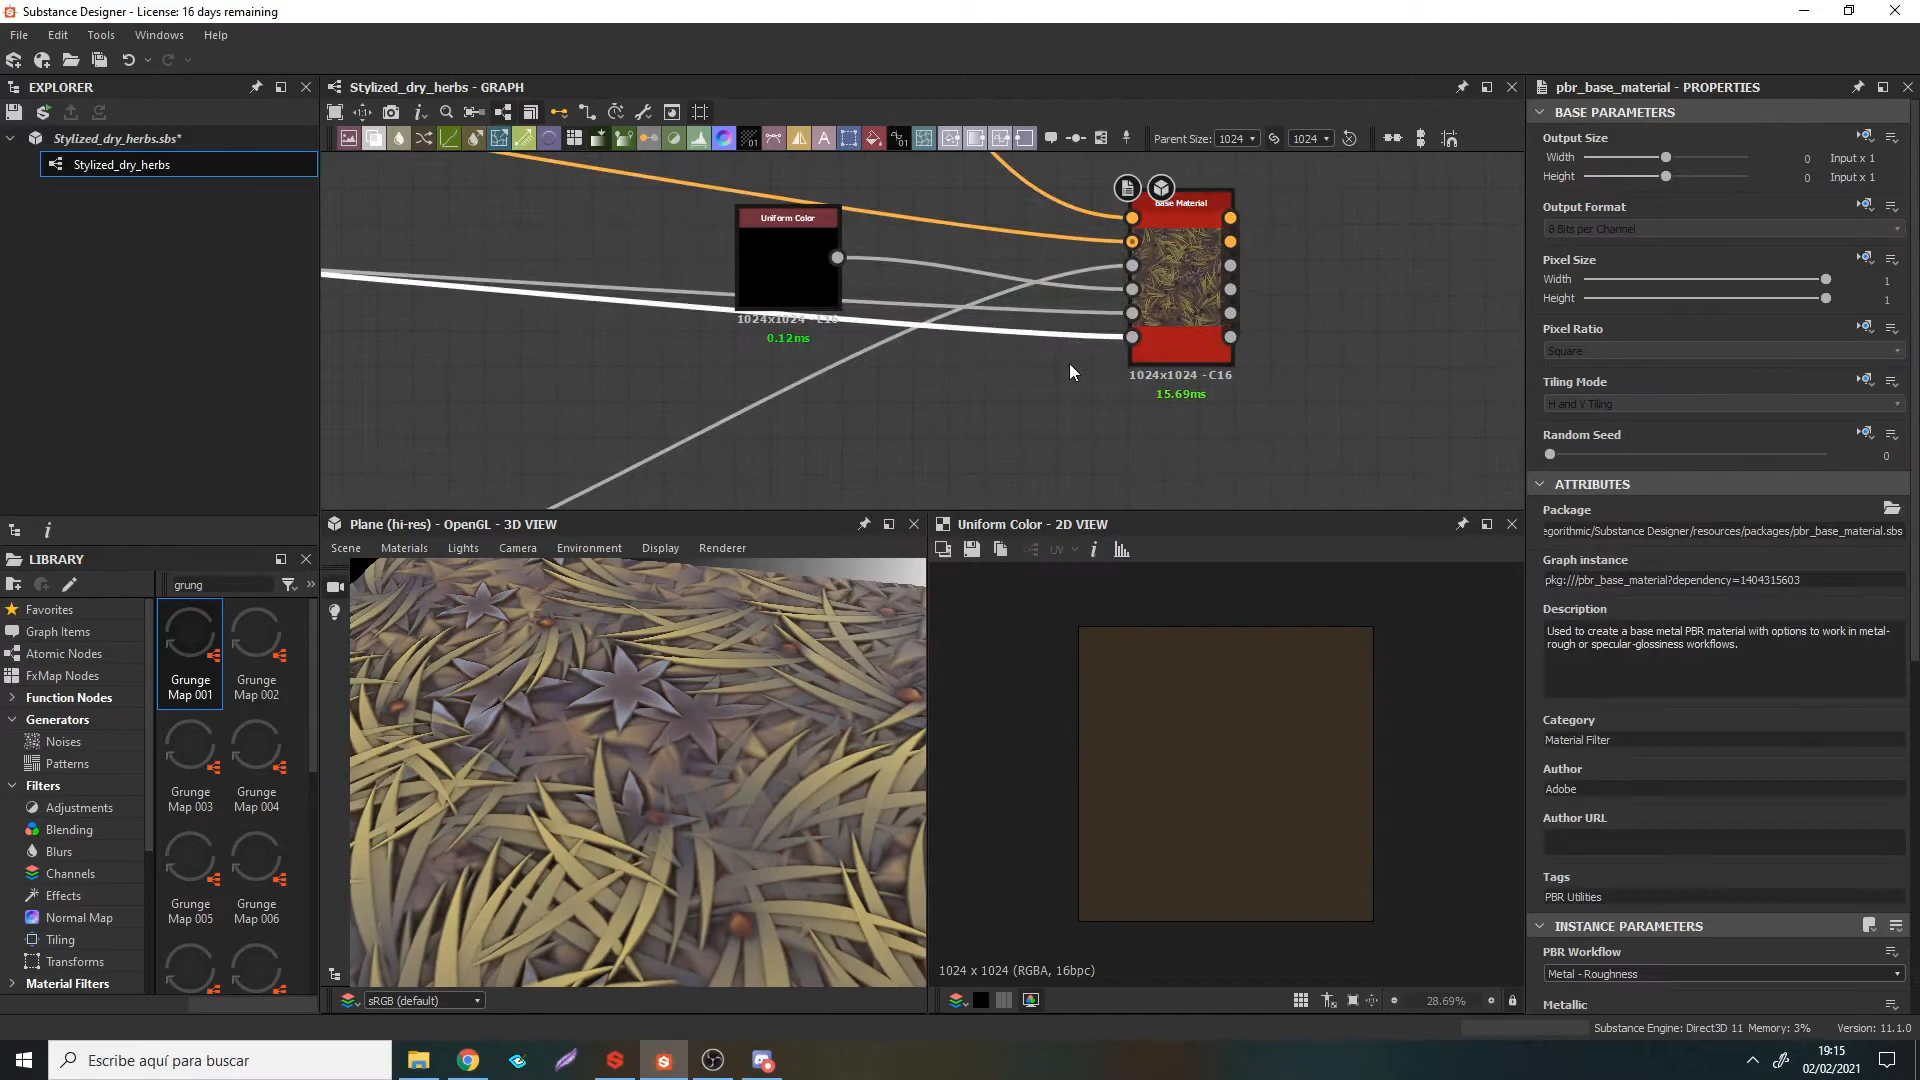 Substance Designer - License: 16 days remaining
File Edit Tools Windows Help
EXPLORER
Stylized_dry_herbs.sbs*
Stylized_dry_herbs
Stylized_dry_herbs - GRAPH
Parent Size: 1024 1024
Uniform Color
0.12ms
Base Material
1024x1024 - C16
15.69ms
LIBRARY
grung
Favorites
Graph Items
Atomic Nodes
FxMap Nodes
Function Nodes
Generators
Noises
Patterns
Filters
Adjustments
Blending
Blurs
Channels
Effects
Normal Map
Tiling
Transforms
Material Filters
Grunge Map 001
Grunge Map 002
Grunge Map 003
Grunge Map 004
Grunge Map 005
Grunge Map 006
Plane (hi-res) - OpenGL - 3D VIEW
Scene Materials Lights Camera Environment Display Renderer
sRGB (default)
Uniform Color - 2D VIEW
UV
1024 x 1024 (RGBA, 16bpc)
28.69%
pbr_base_material - PROPERTIES
BASE PARAMETERS
Output Size
Width 0 Input x 1
Height 0 Input x 1
Output Format
8 Bits per Channel
Pixel Size
Width 1
Height 1
Pixel Ratio
Square
Tiling Mode
H and V Tiling
Random Seed
0
ATTRIBUTES
Package
egorithmic/Substance Designer/resources/packages/pbr_base_material.sbs
Graph instance
pkg:///pbr_base_material?dependency=1404315603
Description
Used to create a base metal PBR material with options to work in metal-
rough or specular-glossiness workflows.
Category
Material Filter
Author
Adobe
Author URL
Tags
PBR Utilities
INSTANCE PARAMETERS
PBR Workflow
Metal - Roughness
Metallic
Substance Engine: Direct3D 11 Memory: 3% Version: 11.1.0
Escribe aquí para buscar
19:15
02/02/2021